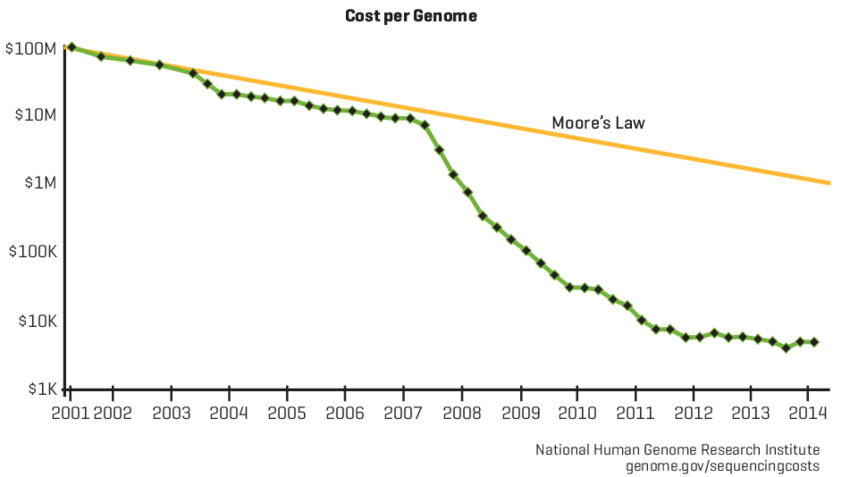 Cost per Genome
$100M
$10M
Moore's Law
$1M
$100K
$10K
$1K
2001 2002 2003 2004 2005 2006 2007 2008 2009 2010 2011 2012 2013 2014
National Human Genome Research Institute
genome.gov/sequencingcosts